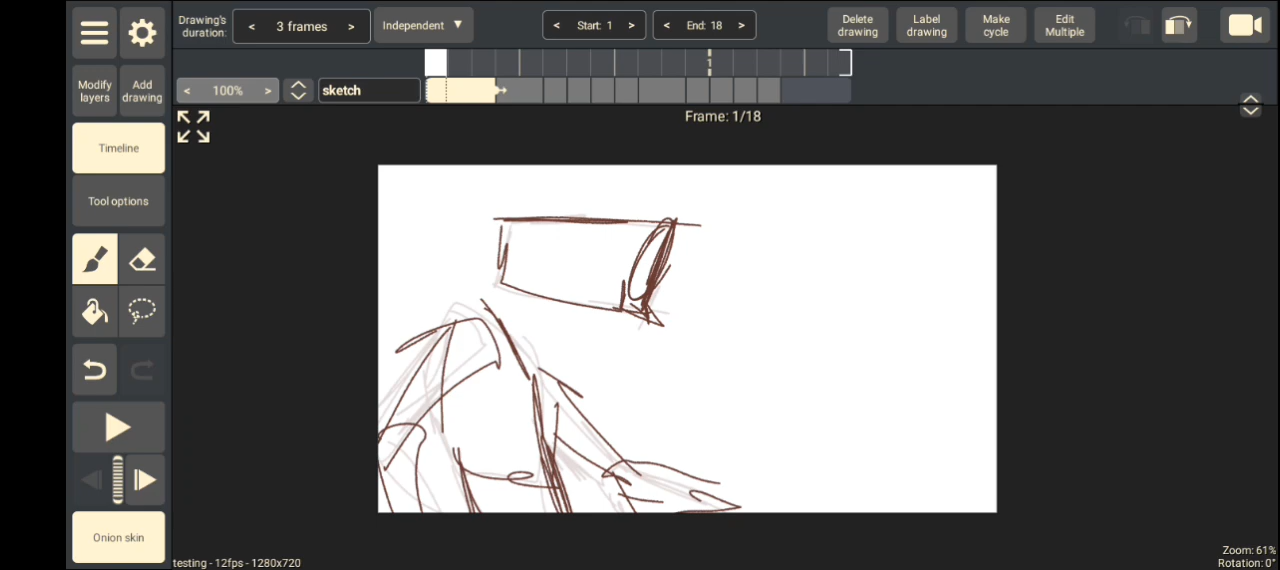 Drawing's
duration:
< 3 frames >
Independent
< Start: 1 >
< End: 18 >
Delete
drawing
Label
drawing
Make
cycle
Edit
Multiple
Modify
layers
Add
drawing
1
< 100% >
sketch
Frame: 1/18
Timeline
Tool options
Onion skin
testing - 12fps - 1280x720
Zoom: 61%
Rotation: 0°